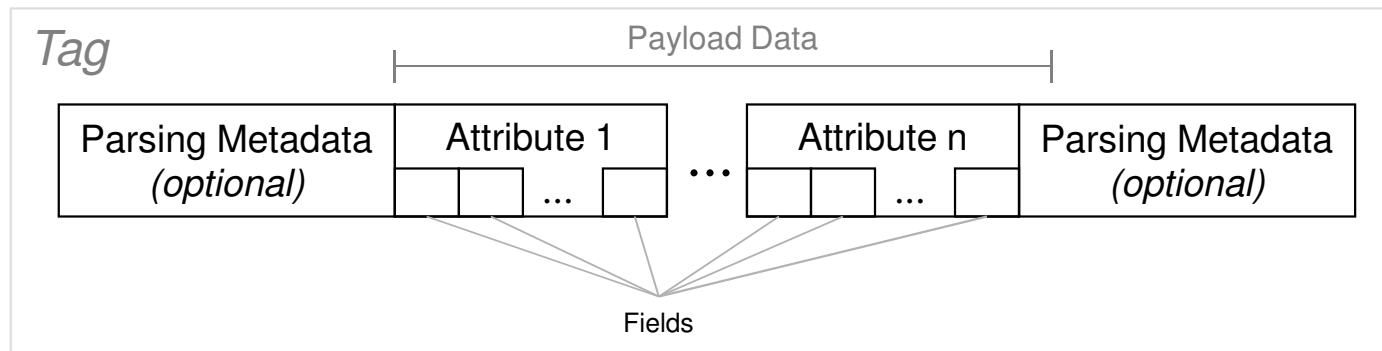 Tag
Payload Data
Parsing Metadata
(optional)
Attribute 1
...
...
Attribute n
...
Parsing Metadata
(optional)
Fields